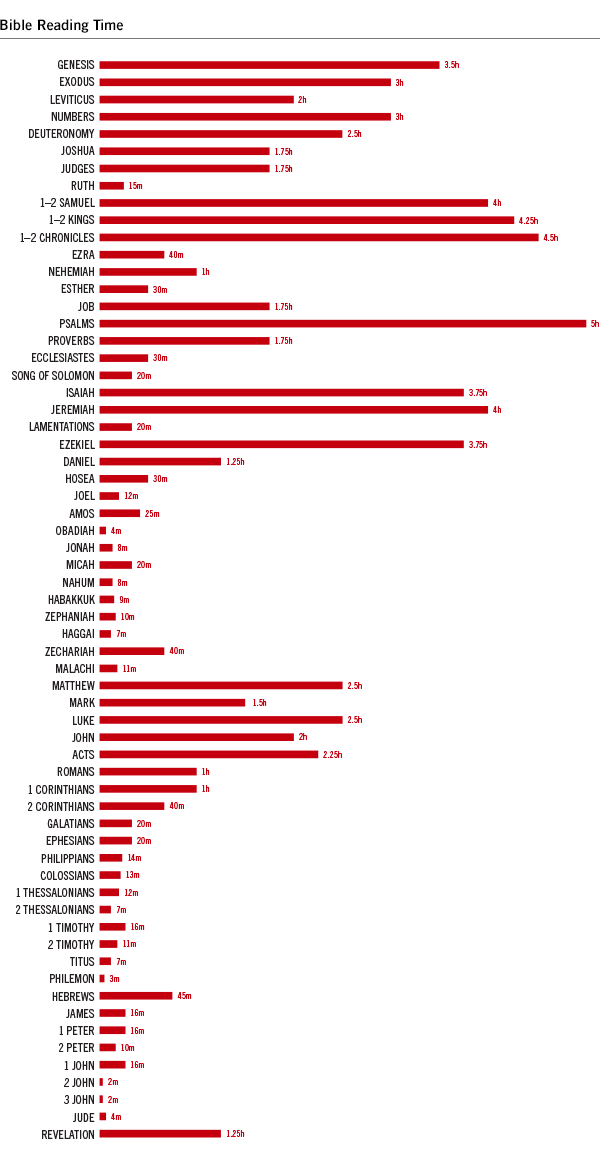 Bible Reading Time
GENESIS 3.5h
EXODUS 3h
LEVITICUS 2h
NUMBERS 3h
DEUTERONOMY 2.5h
JOSHUA 1.75h
JUDGES 1.75h
RUTH 15m
1–2 SAMUEL 4h
1–2 KINGS 4.25h
1–2 CHRONICLES 4.5h
EZRA 40m
NEHEMIAH 1h
ESTHER 30m
JOB 1.75h
PSALMS 5h
PROVERBS 1.75h
ECCLESIASTES 30m
SONG OF SOLOMON 20m
ISAIAH 3.75h
JEREMIAH 4h
LAMENTATIONS 20m
EZEKIEL 3.75h
DANIEL 1.25h
HOSEA 30m
JOEL 12m
AMOS 25m
OBADIAH 4m
JONAH 8m
MICAH 20m
NAHUM 8m
HABAKKUK 9m
ZEPHANIAH 10m
HAGGAI 7m
ZECHARIAH 40m
MALACHI 11m
MATTHEW 2.5h
MARK 1.5h
LUKE 2.5h
JOHN 2h
ACTS 2.25h
ROMANS 1h
1 CORINTHIANS 1h
2 CORINTHIANS 40m
GALATIANS 20m
EPHESIANS 20m
PHILIPPIANS 14m
COLOSSIANS 13m
1 THESSALONIANS 12m
2 THESSALONIANS 7m
1 TIMOTHY 16m
2 TIMOTHY 11m
TITUS 7m
PHILEMON 3m
HEBREWS 45m
JAMES 16m
1 PETER 16m
2 PETER 10m
1 JOHN 16m
2 JOHN 2m
3 JOHN 2m
JUDE 4m
REVELATION 1.25h